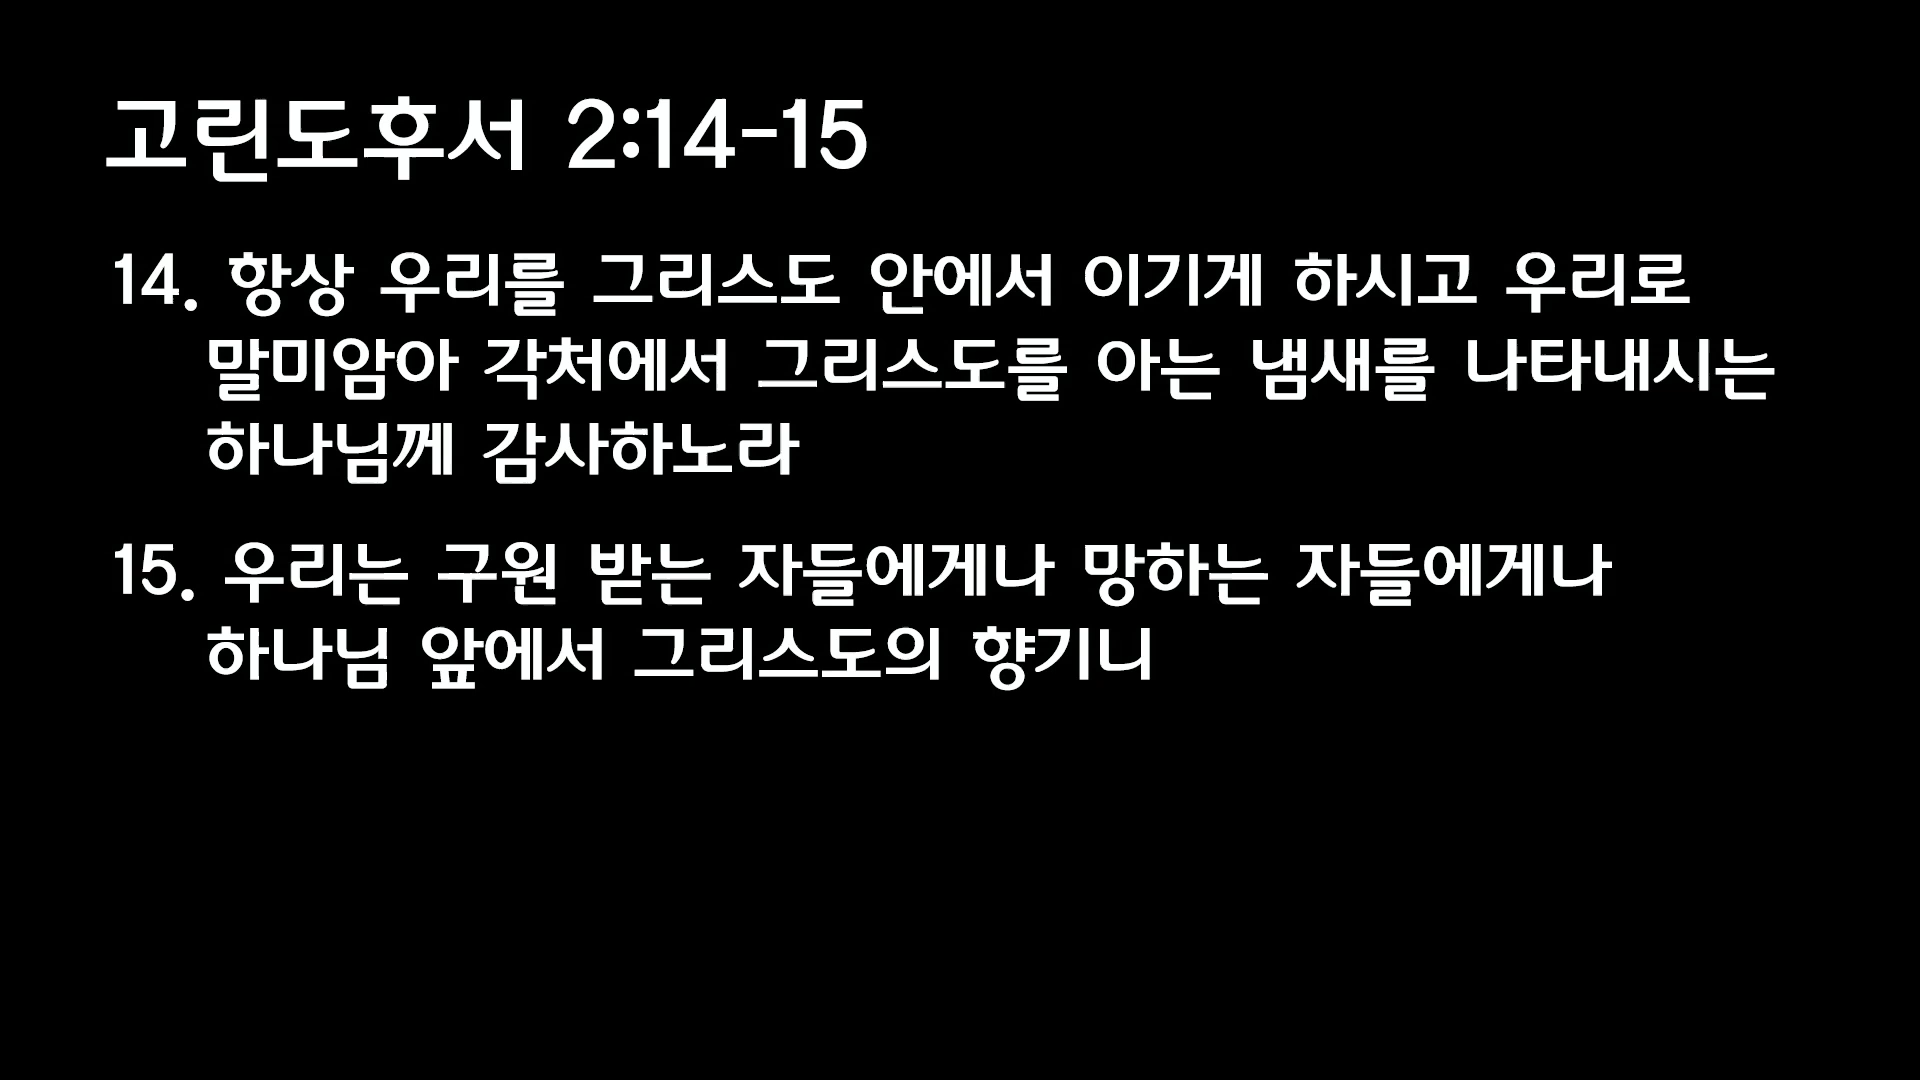 고린도후서 2:14-15
14. 항상 우리를 그리스도 안에서 이기게 하시고 우리로
말미암아 각처에서 그리스도를 아는 냄새를 나타내시는
하나님께 감사하노라
15. 우리는 구원 받는 자들에게나 망하는 자들에게나
하나님 앞에서 그리스도의 향기니